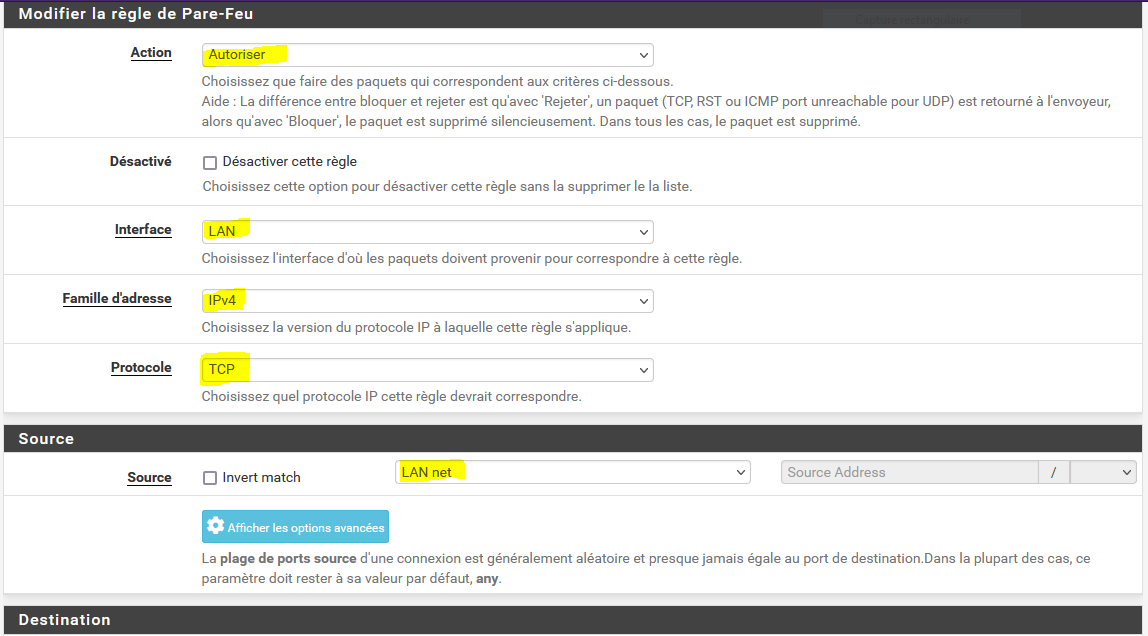 Modifier la règle de Pare-Feu
Capture rectangulaire
Action
Autoriser
Choisissez que faire des paquets qui correspondent aux critères ci-dessous.
Aide : La différence entre bloquer et rejeter est qu'avec 'Rejeter', un paquet (TCP, RST ou ICMP port unreachable pour UDP) est retourné à l'envoyeur,
alors qu'avec 'Bloquer', le paquet est supprimé silencieusement. Dans tous les cas, le paquet est supprimé.
Désactivé
Désactiver cette règle
Choisissez cette option pour désactiver cette règle sans la supprimer le la liste.
Interface
LAN
Choisissez l'interface d'où les paquets doivent provenir pour correspondre à cette règle.
Famille d'adresse
IPv4
Choisissez la version du protocole IP à laquelle cette règle s'applique.
Protocole
TCP
Choisissez quel protocole IP cette règle devrait correspondre.
Source
Source
Invert match
LAN net
Source Address
/
Afficher les options avancées
La plage de ports source d'une connexion est généralement aléatoire et presque jamais égale au port de destination.Dans la plupart des cas, ce
paramètre doit rester à sa valeur par défaut, any.
Destination